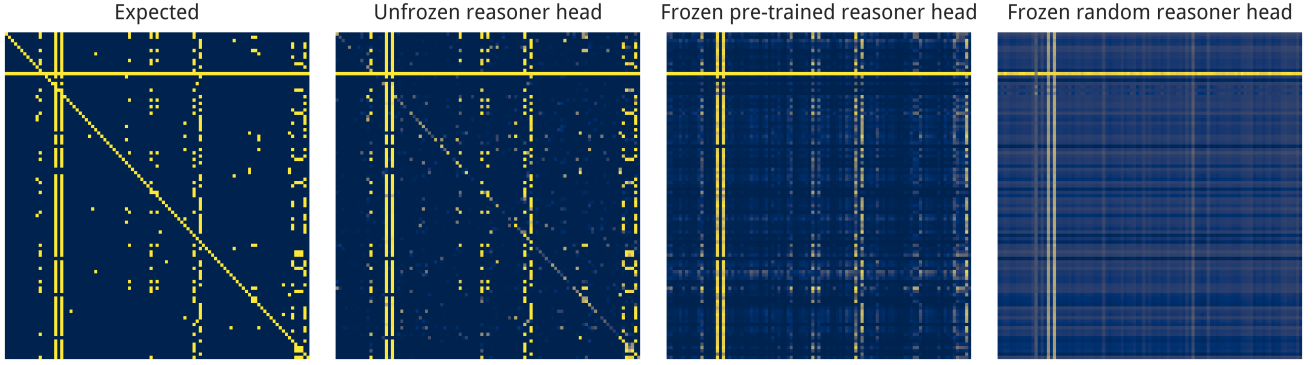 Expected
Unfrozen reasoner head
Frozen pre-trained reasoner head
Frozen random reasoner head